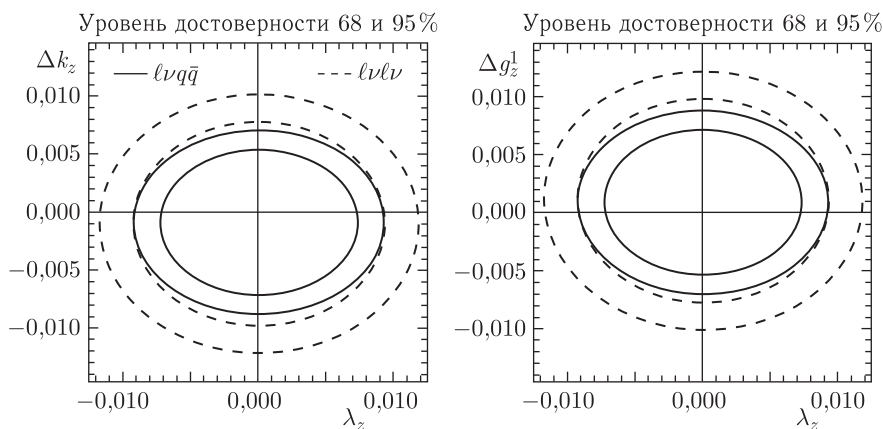 Уровень достоверности 68 и 95%
Δk_z
ℓνqq̄
ℓνℓν
0,010
0,005
0,000
−0,005
−0,010
−0,010
0,000
0,010
λ_z
Уровень достоверности 68 и 95%
Δg_z^1
0,010
0,005
0,000
−0,005
−0,010
−0,010
0,000
0,010
λ_z